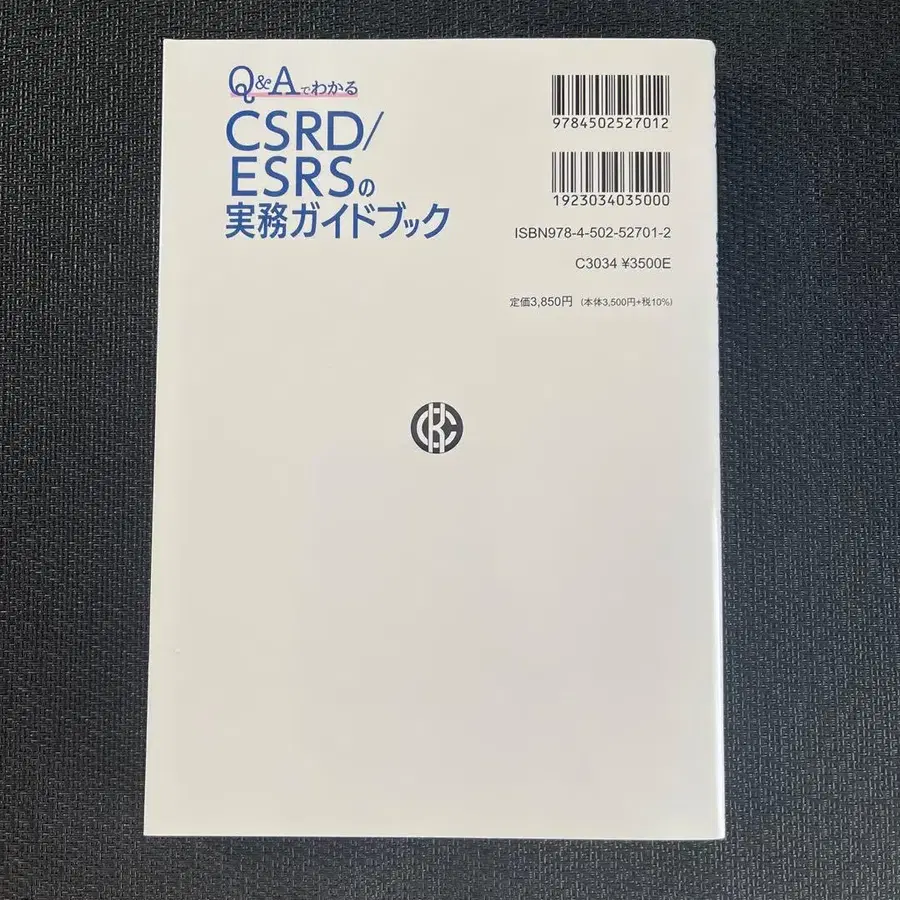 Q&Aでわかる
CSRD/
ESRSの
実務ガイドブック
9784502527012
1923034035000
ISBN978-4-502-52701-2
C3034 ¥3500E
定価3,850円 (本体3,500円+税10%)